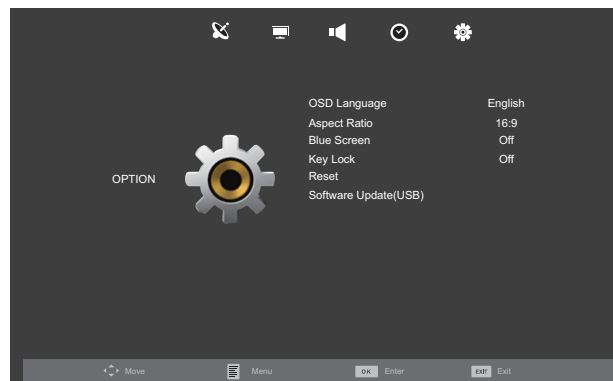 OSD Language English
Aspect Ratio 16:9
Blue Screen Off
Key Lock Off
Reset
OPTION
Software Update(USB)
Move Menu OK Enter EXIT Exit